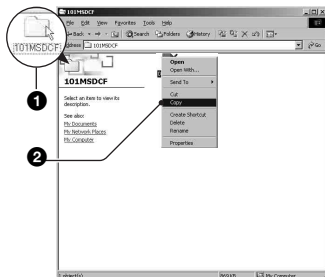 101MSDCF
101MSDCF
File Edit View Favorites Tools Help
Back Search Folders History
Address 101MSDCF Go
101MSDCF
Select an item to view its
description.
See also:
My Documents
My Network Places
My Computer
Open
Open With...
Send To
Cut
Copy
Create Shortcut
Delete
Rename
Properties
1
2
1 object(s) My Computer